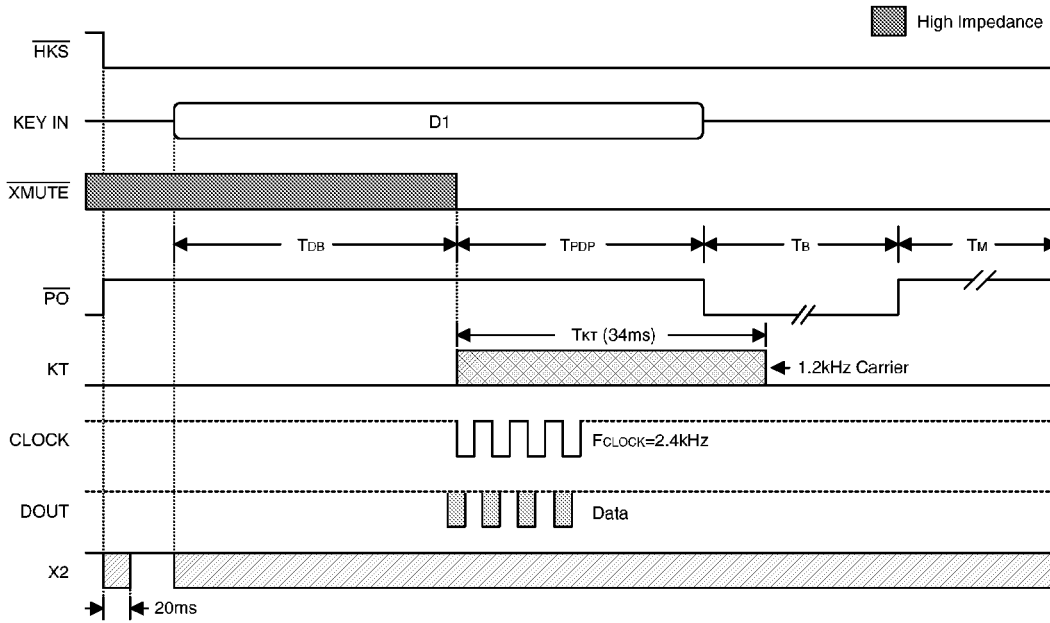 High Impedance
HKS
KEY IN
D1
XMUTE
TDB
TPDP
TB
TM
PO
TKT (34ms)
KT
1.2kHz Carrier
CLOCK
FCLOCK=2.4kHz
DOUT
Data
X2
20ms